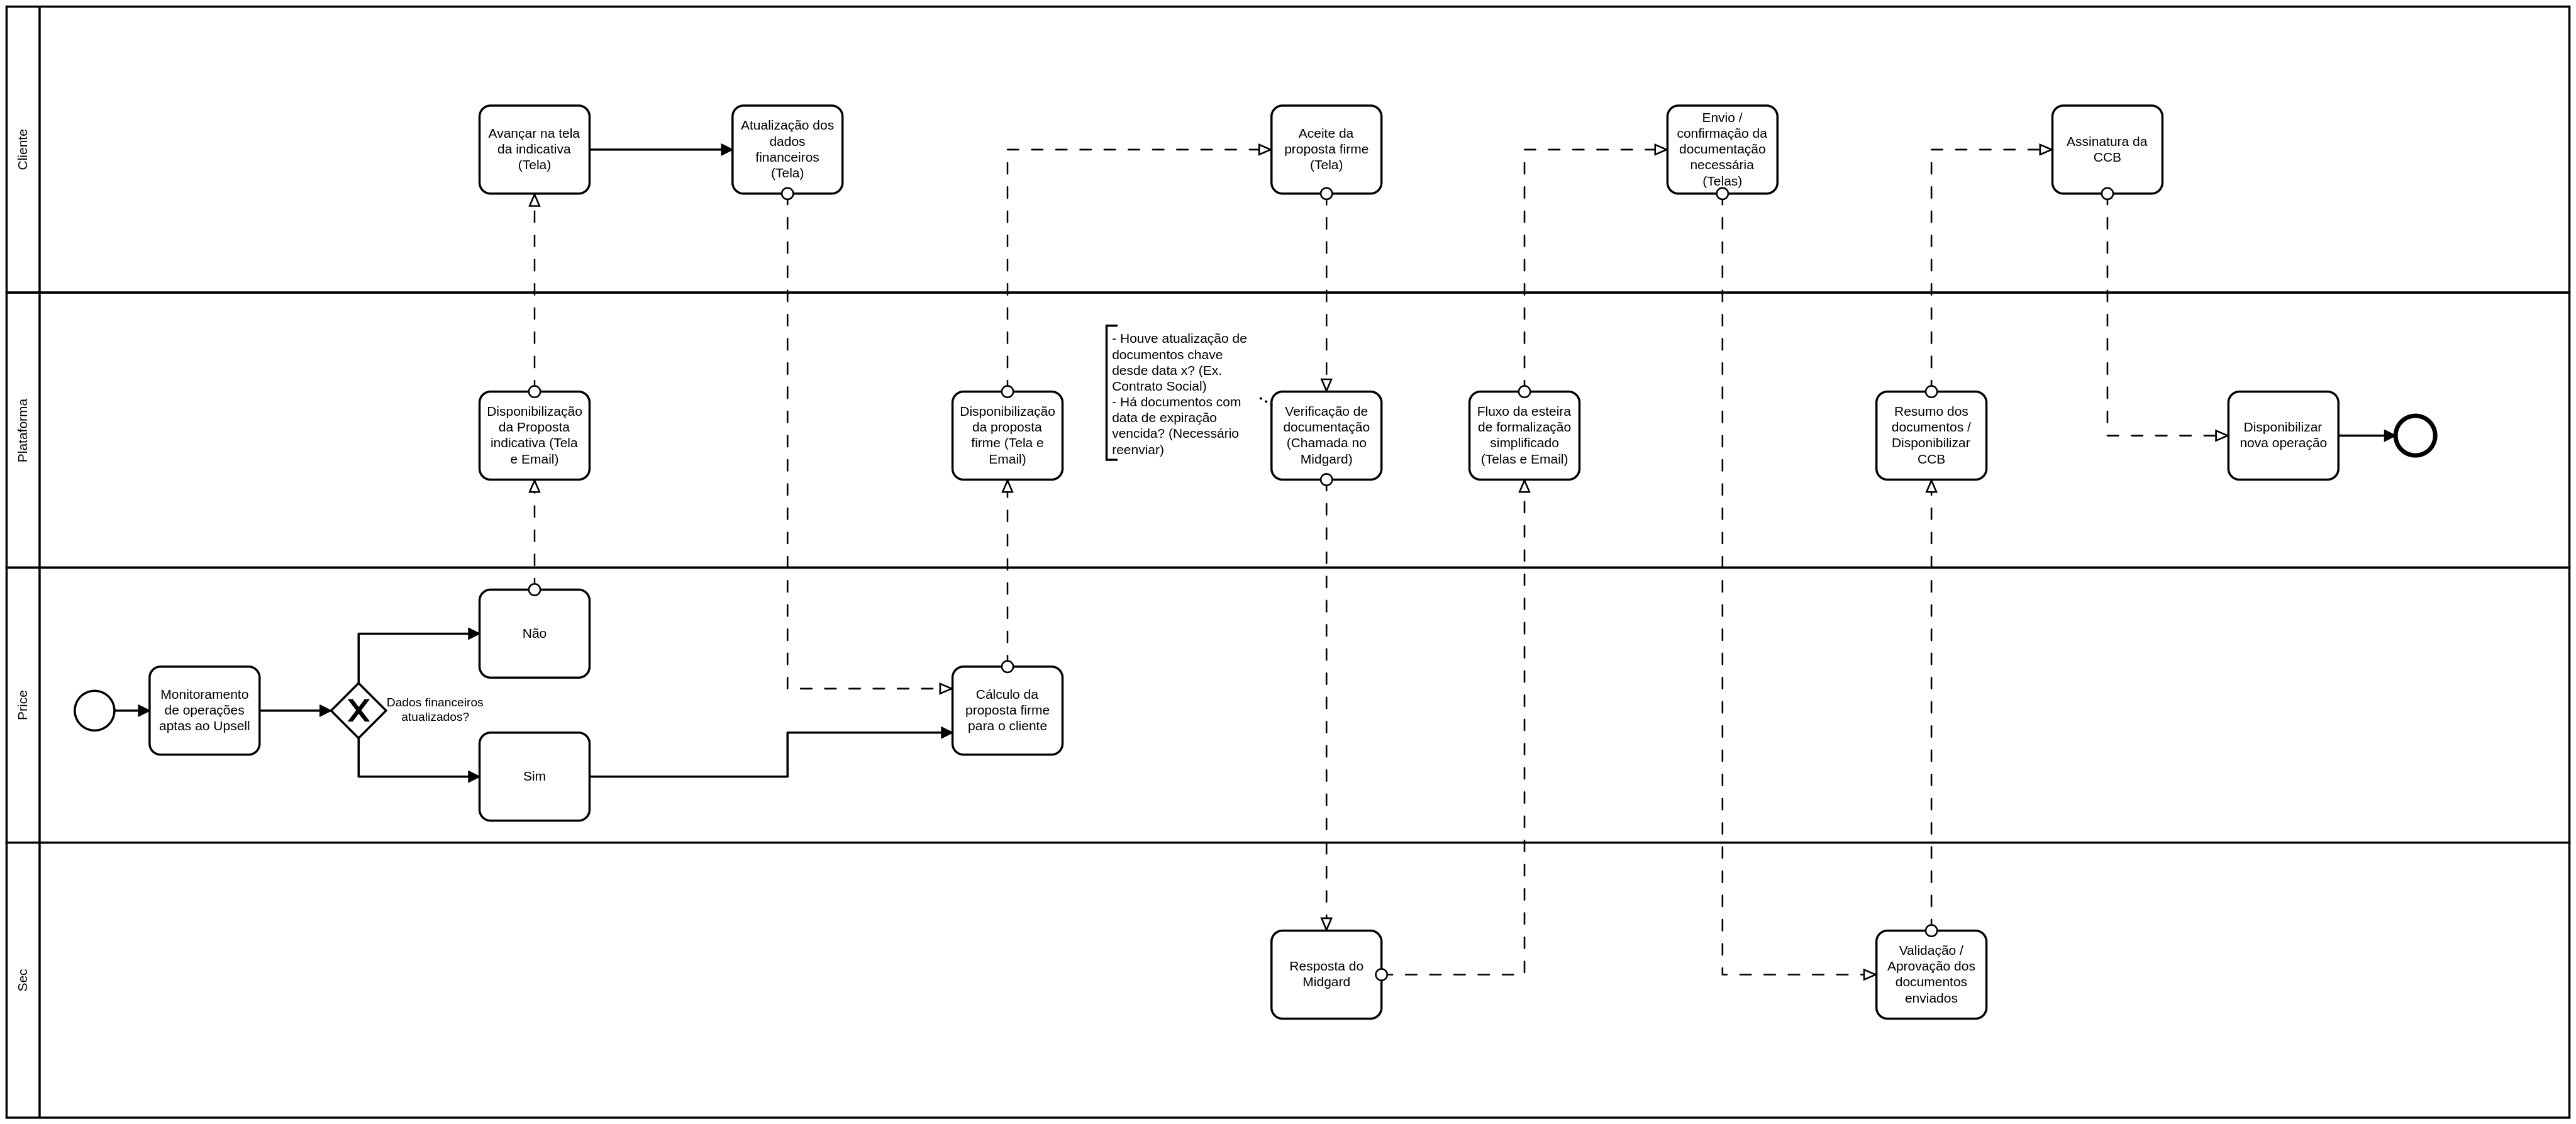 Cliente
Avançar na tela
da indicativa
(Tela)
Atualização dos
dados
financeiros
(Tela)
Aceite da
proposta firme
(Tela)
Envio /
confirmação da
documentação
necessária
(Telas)
Assinatura da
CCB
Plataforma
Disponibilização
da Proposta
indicativa (Tela
e Email)
Disponibilização
da proposta
firme (Tela e
Email)
- Houve atualização de
documentos chave
desde data x? (Ex.
Contrato Social)
- Há documentos com
data de expiração
vencida? (Necessário
reenviar)
Verificação de
documentação
(Chamada no
Midgard)
Fluxo da esteira
de formalização
simplificado
(Telas e Email)
Resumo dos
documentos /
Disponibilizar
CCB
Disponibilizar
nova operação
Price
Monitoramento
de operações
aptas ao Upsell
Dados financeiros
atualizados?
Não
Sim
Cálculo da
proposta firme
para o cliente
Sec
Resposta do
Midgard
Validação /
Aprovação dos
documentos
enviados